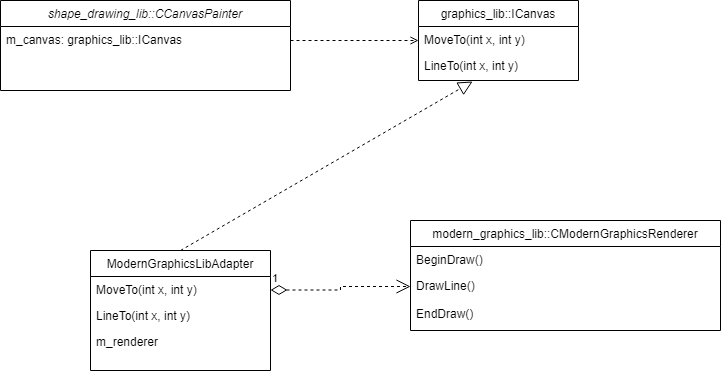 shape_drawing_lib::CCanvasPainter
m_canvas: graphics_lib::ICanvas
graphics_lib::ICanvas
MoveTo(int x, int y)
LineTo(int x, int y)
ModernGraphicsLibAdapter
MoveTo(int x, int y)
LineTo(int x, int y)
m_renderer
1
modern_graphics_lib::CModernGraphicsRenderer
BeginDraw()
DrawLine()
EndDraw()